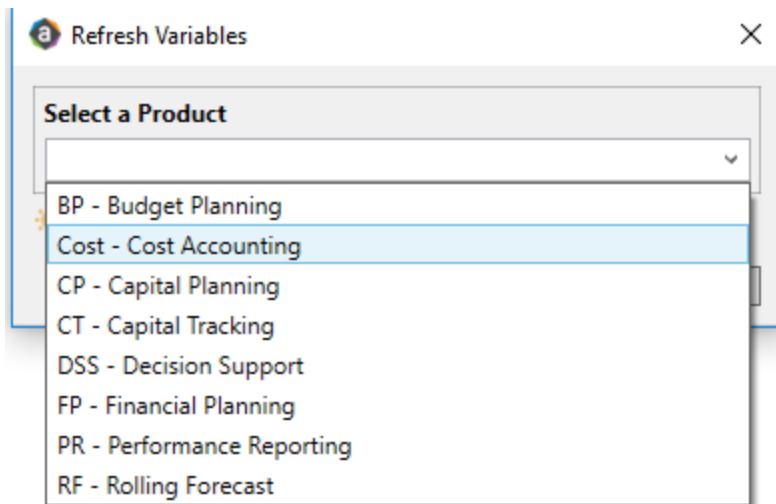 Refresh Variables
Select a Product
BP - Budget Planning
Cost - Cost Accounting
CP - Capital Planning
CT - Capital Tracking
DSS - Decision Support
FP - Financial Planning
PR - Performance Reporting
RF - Rolling Forecast